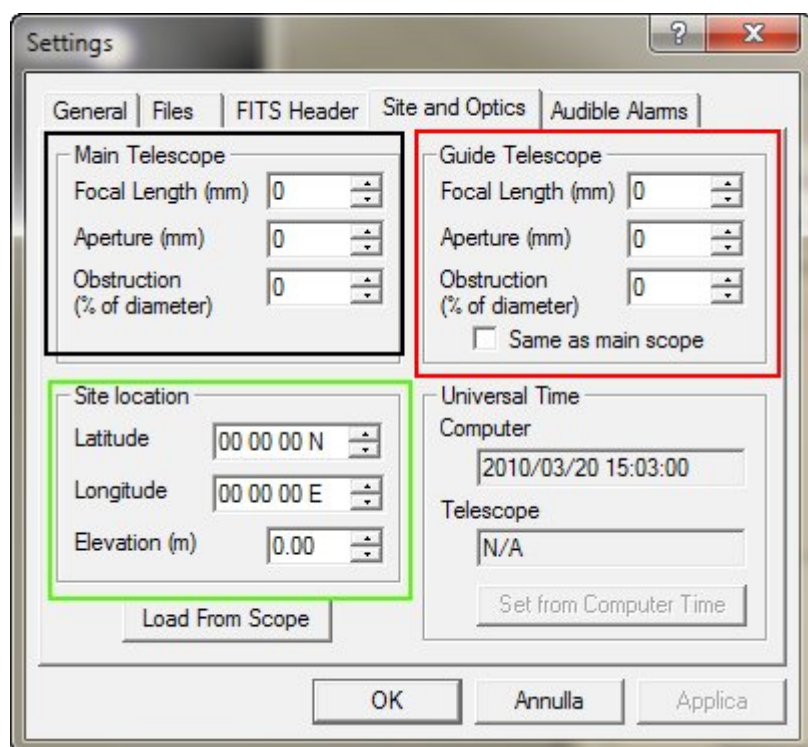 Settings
General Files FITS Header Site and Optics Audible Alarms
Main Telescope
Focal Length (mm) 0
Aperture (mm) 0
Obstruction
(% of diameter) 0
Guide Telescope
Focal Length (mm) 0
Aperture (mm) 0
Obstruction
(% of diameter) 0
Same as main scope
Site location
Latitude 00 00 00 N
Longitude 00 00 00 E
Elevation (m) 0.00
Load From Scope
Universal Time
Computer
2010/03/20 15:03:00
Telescope
N/A
Set from Computer Time
OK Annulla Applica